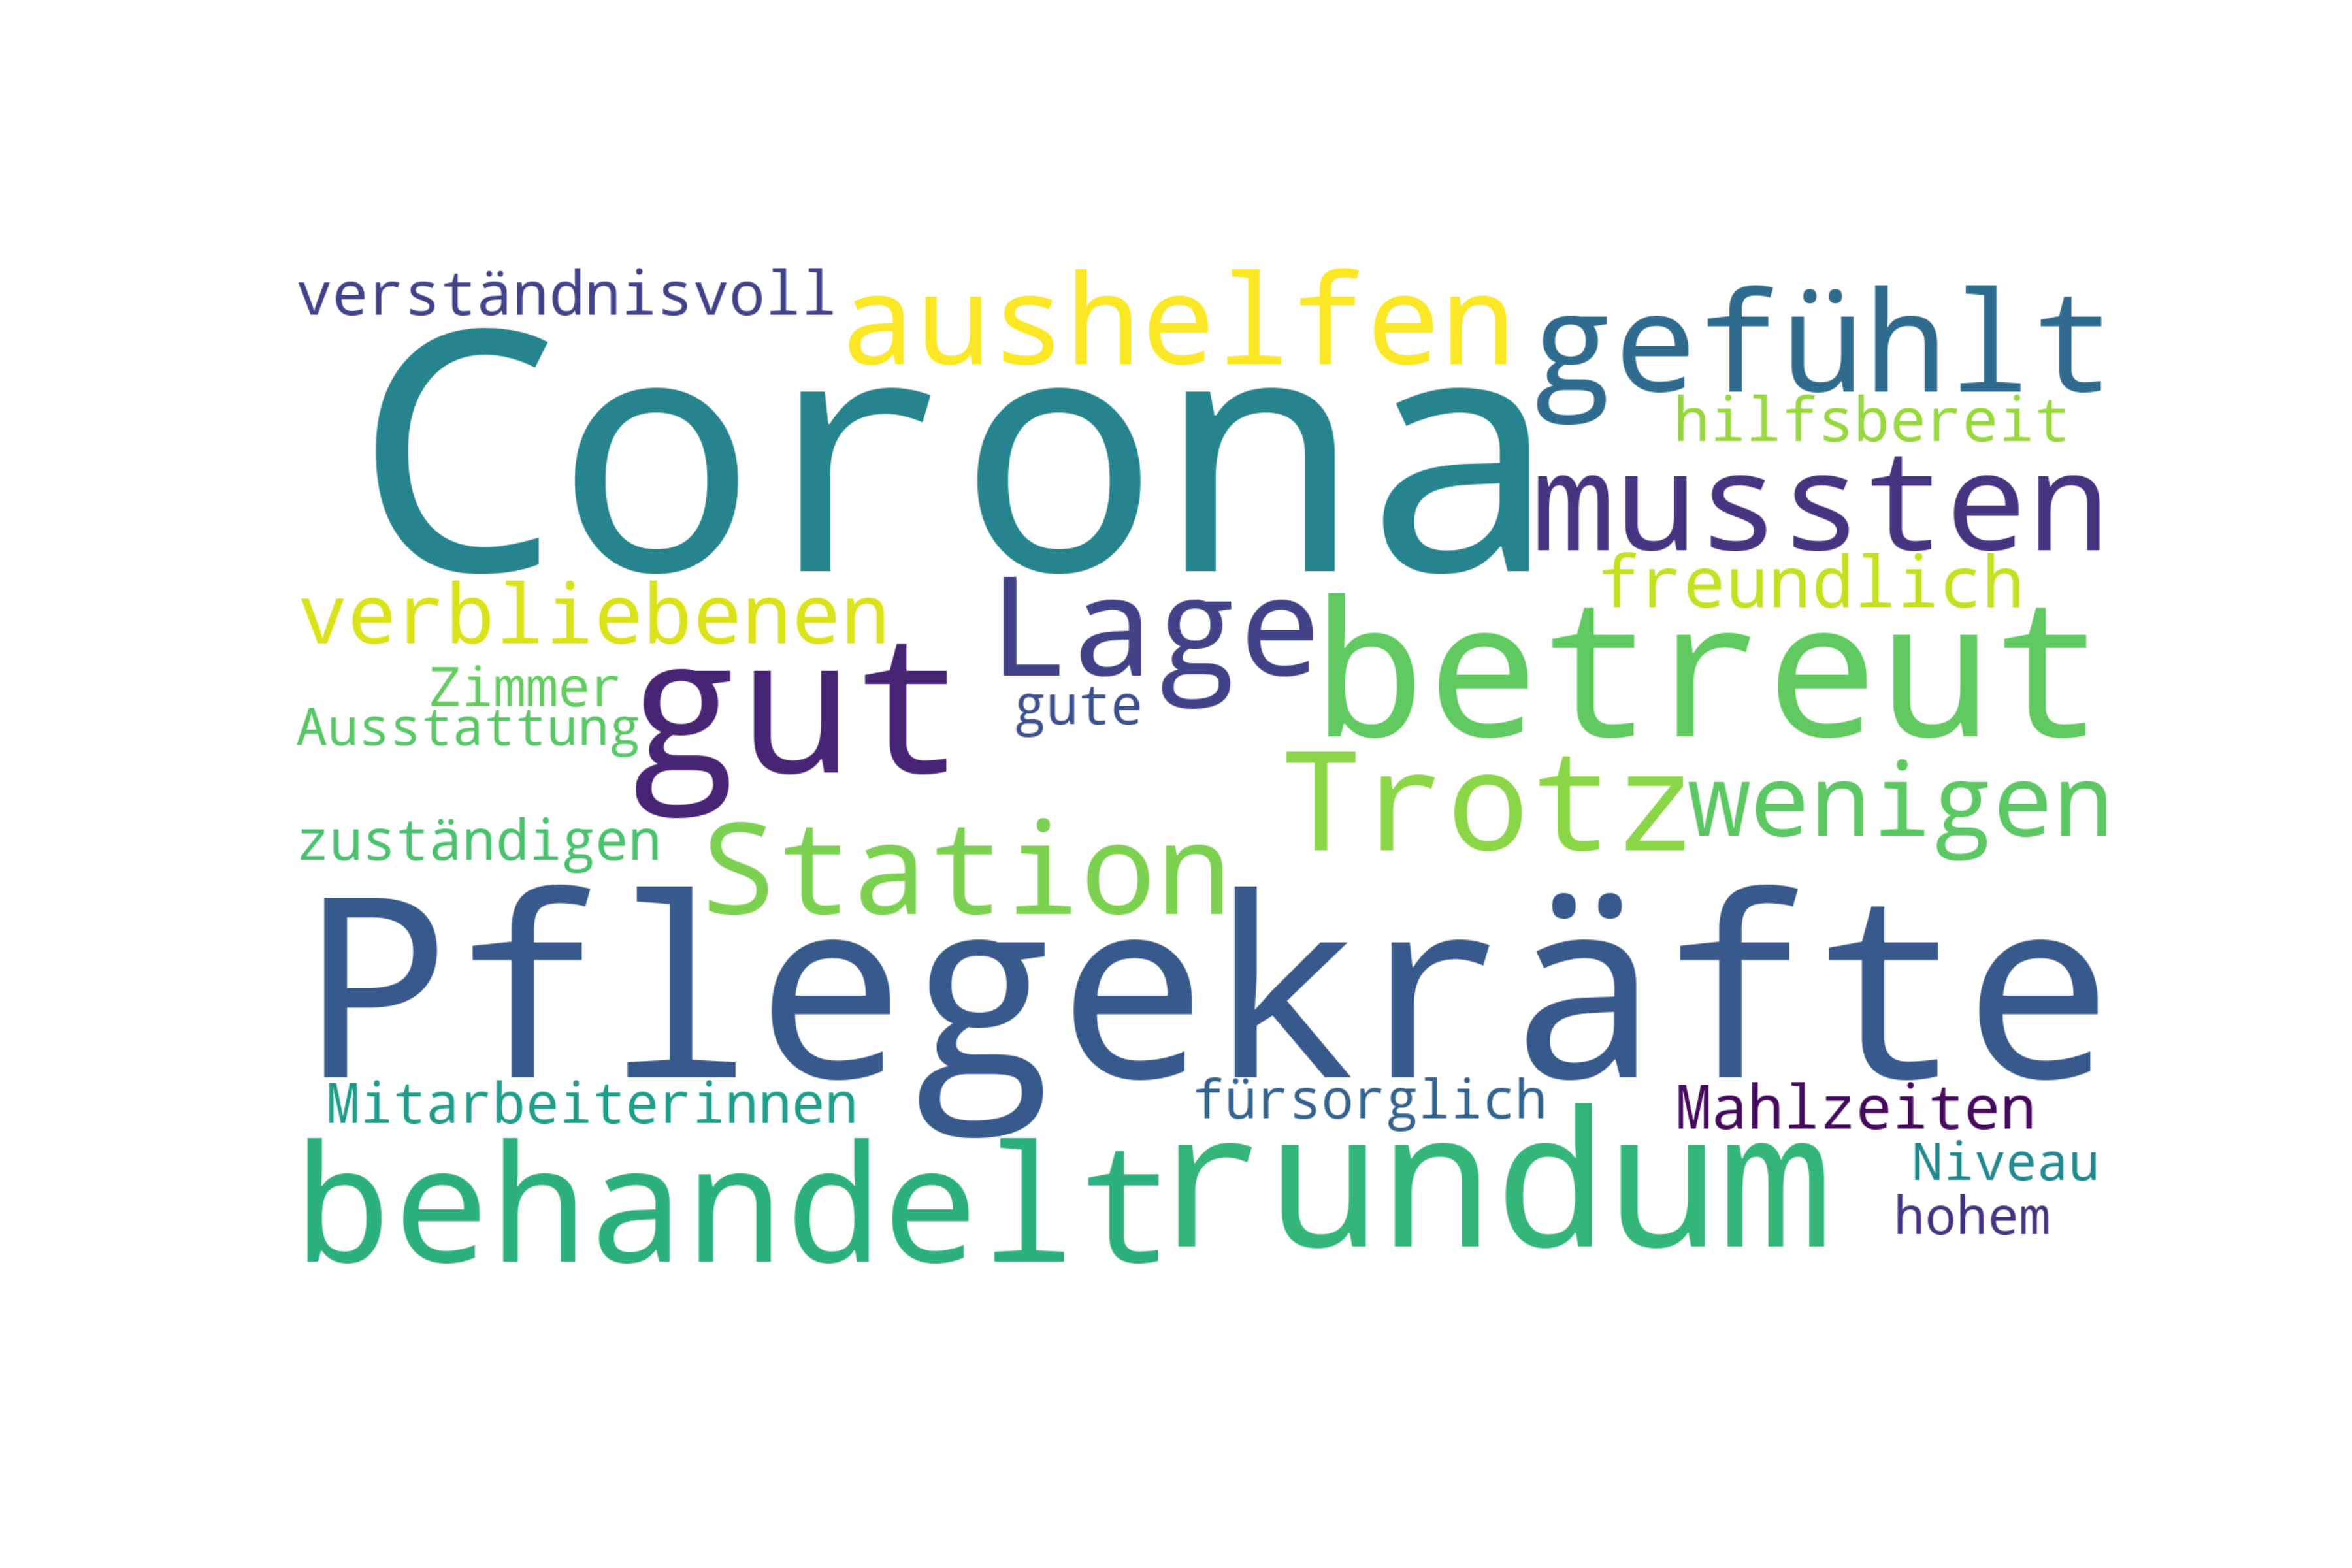 verständnisvoll
aushelfen
gefühlt
Corona
hilfsbereit
mussten
freundlich
verbliebenen
Lage
betreut
Zimmer
gut
gute
Ausstattung
Trotz
wenigen
zuständigen
Station
Pflegekräfte
Mitarbeiterinnen
fürsorglich
Mahlzeiten
behandelt
rundum
Niveau
hohem